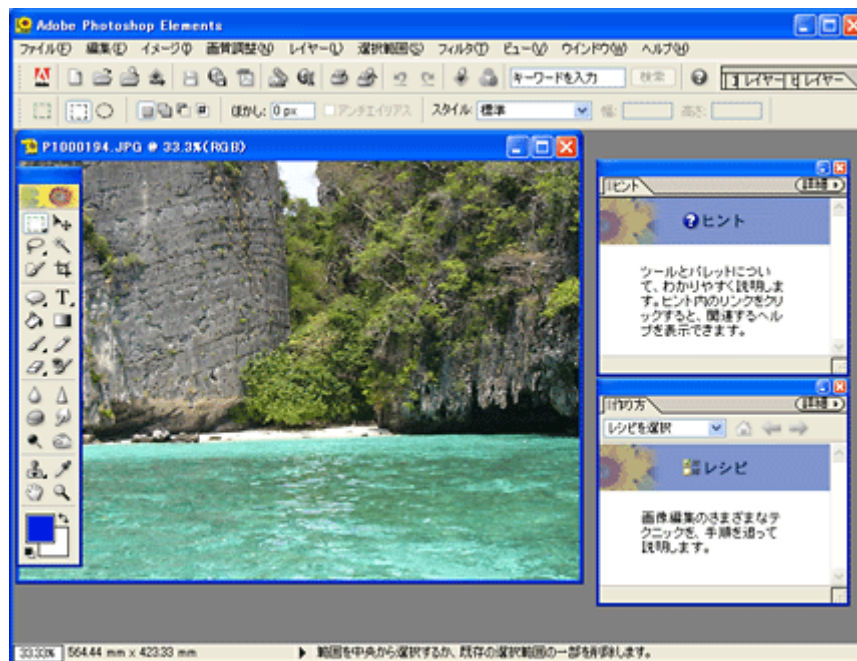 Adobe Photoshop Elements
ファイル(F) 編集(E) イメージ(I) 画質調整(N) レイヤー(L) 選択範囲(S) フィルタ(T) ビュー(V) ウインドウ(W) ヘルプ(H)
キーワードを入力 検索 レイヤー レイヤー
ぼかし: 0 px アンチエイリアス スタイル: 標準 幅: 高さ:
P1000194.JPG @ 33.3%(RGB)
ヒント 詳細
ヒント
ツールとパレットについ
て、わかりやすく説明しま
す。ヒント内のリンクをクリ
ックすると、関連するヘル
プを表示できます。
作り方 詳細
レシピを選択
レシピ
画像編集のさまざまなテ
クニックを、手順を追って
説明します。
33.33% 564.44 mm x 423.33 mm 範囲を中央から選択するか、既存の選択範囲の一部を削除します。